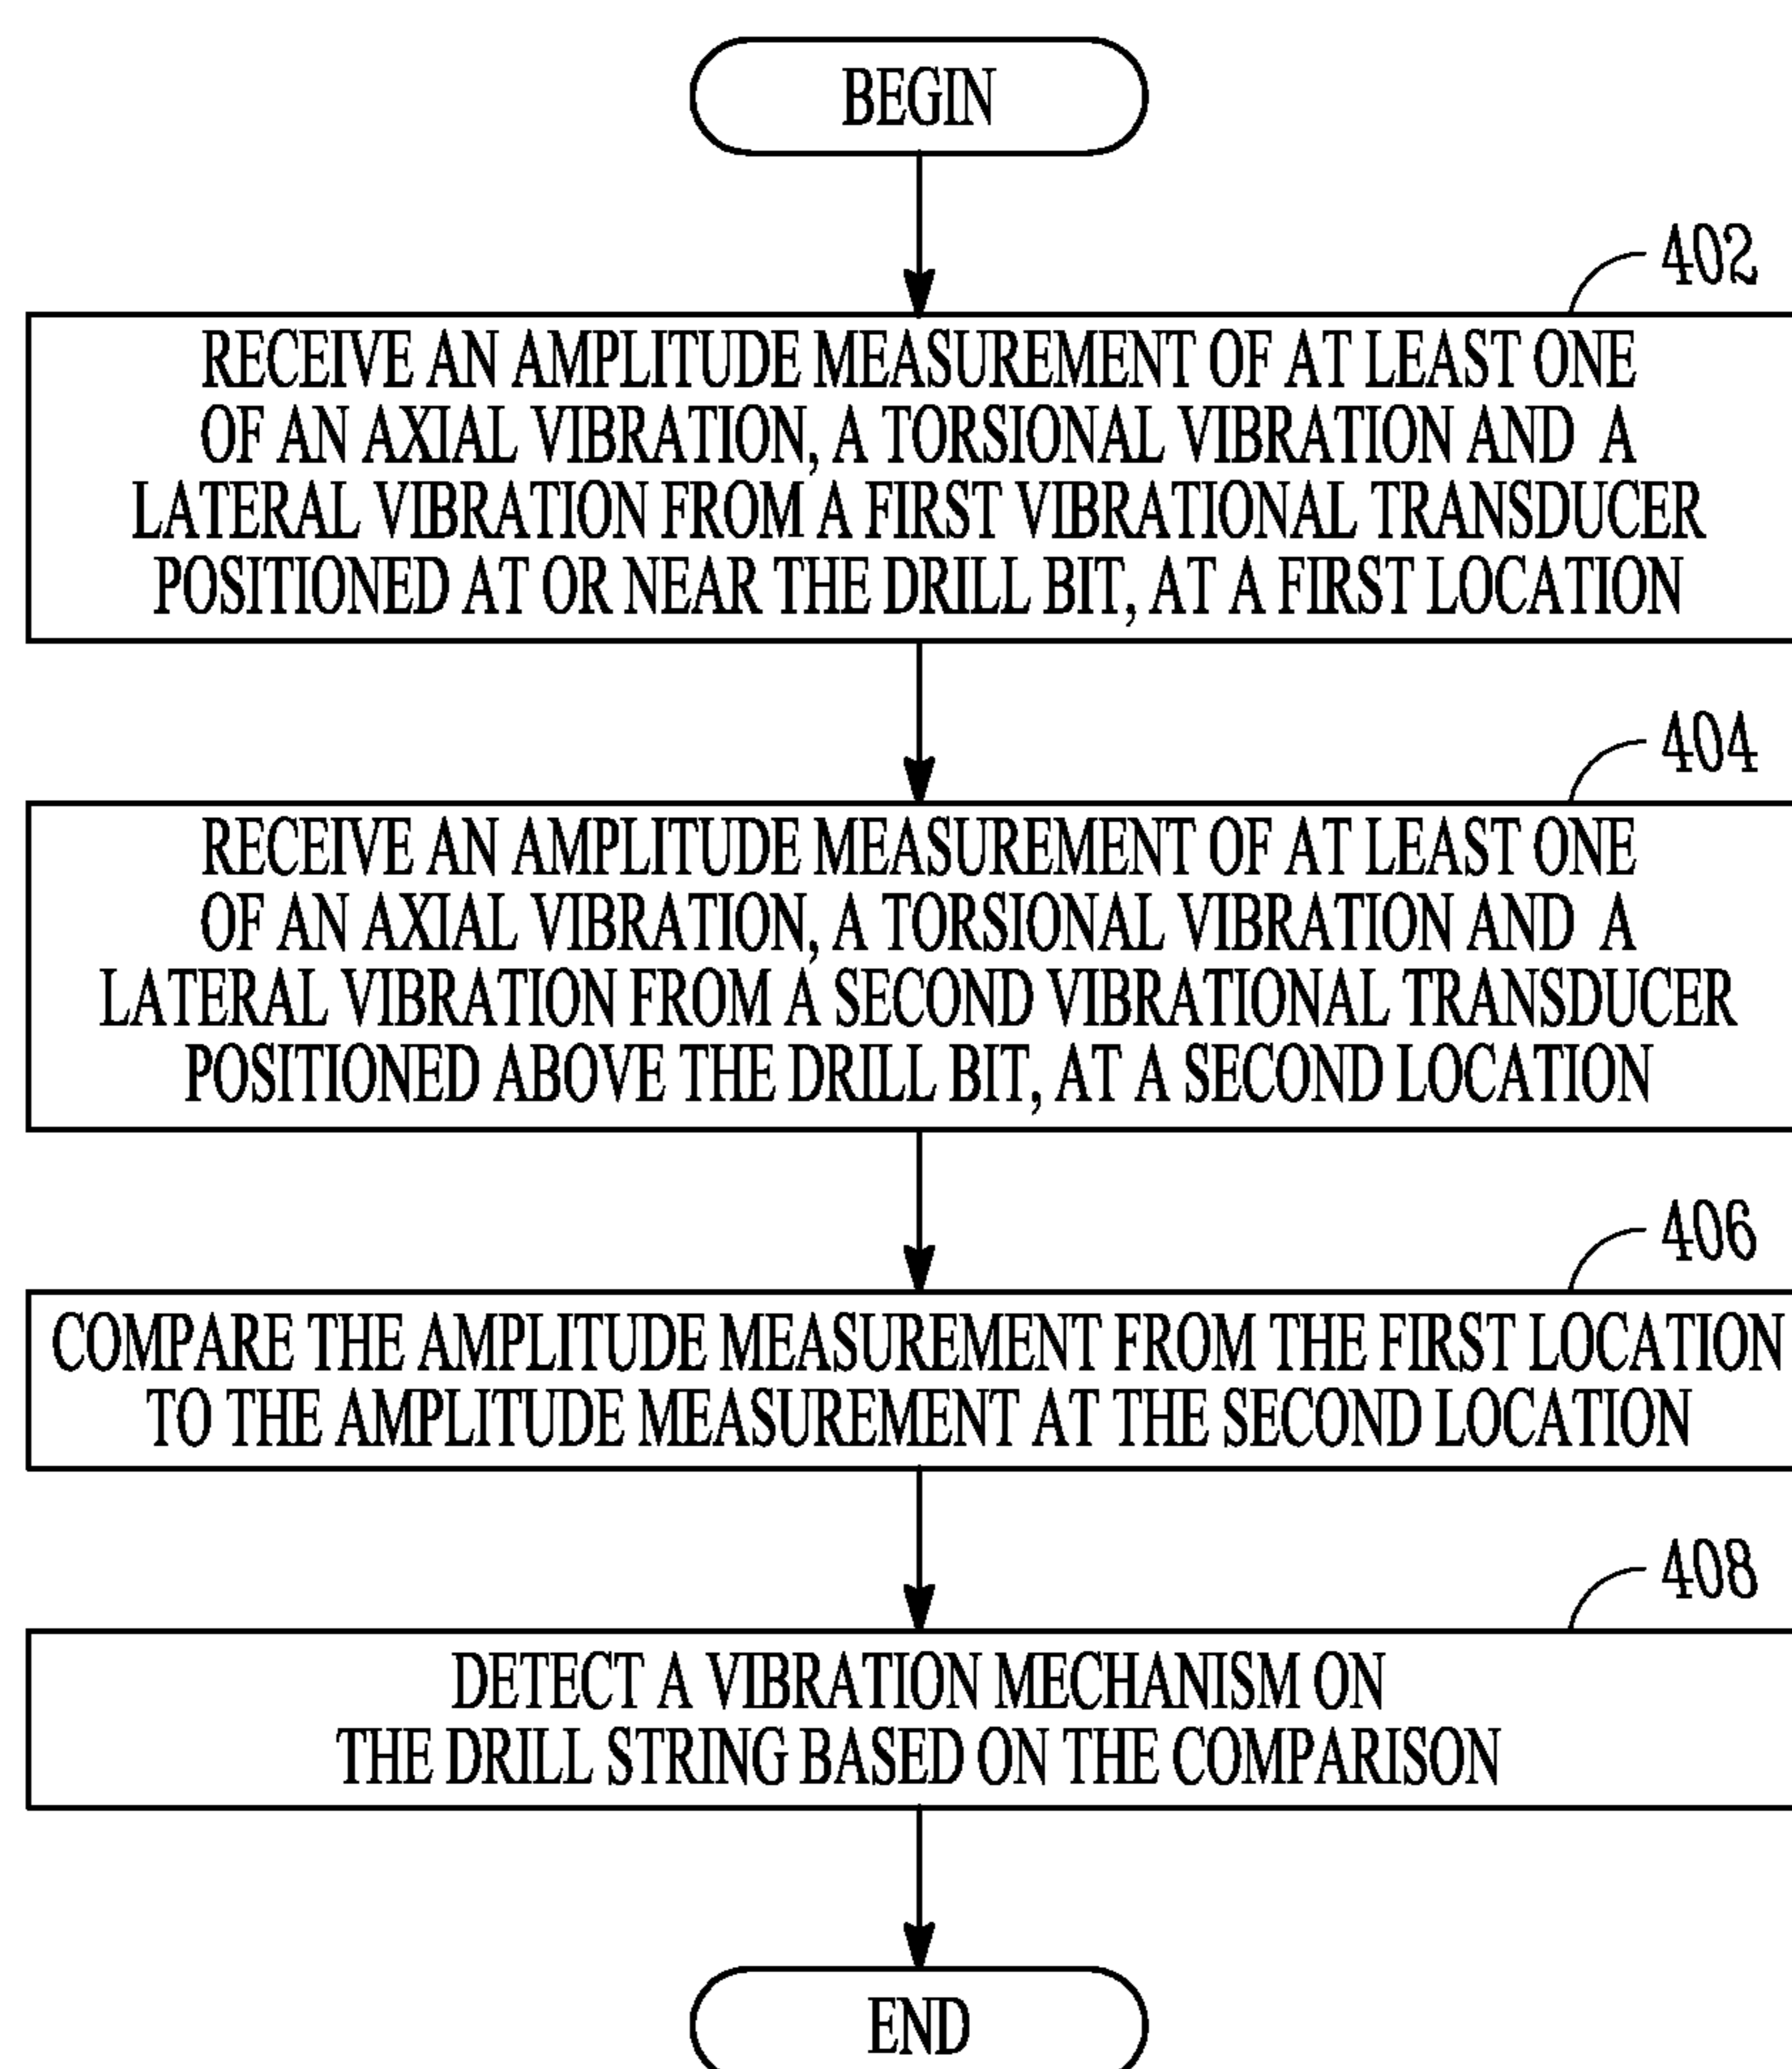 BEGIN
402
RECEIVE AN AMPLITUDE MEASUREMENT OF AT LEAST ONE
OF AN AXIAL VIBRATION, A TORSIONAL VIBRATION AND A
LATERAL VIBRATION FROM A FIRST VIBRATIONAL TRANSDUCER
POSITIONED AT OR NEAR THE DRILL BIT, AT A FIRST LOCATION
404
RECEIVE AN AMPLITUDE MEASUREMENT OF AT LEAST ONE
OF AN AXIAL VIBRATION, A TORSIONAL VIBRATION AND A
LATERAL VIBRATION FROM A SECOND VIBRATIONAL TRANSDUCER
POSITIONED ABOVE THE DRILL BIT, AT A SECOND LOCATION
406
COMPARE THE AMPLITUDE MEASUREMENT FROM THE FIRST LOCATION
TO THE AMPLITUDE MEASUREMENT AT THE SECOND LOCATION
408
DETECT A VIBRATION MECHANISM ON
THE DRILL STRING BASED ON THE COMPARISON
END